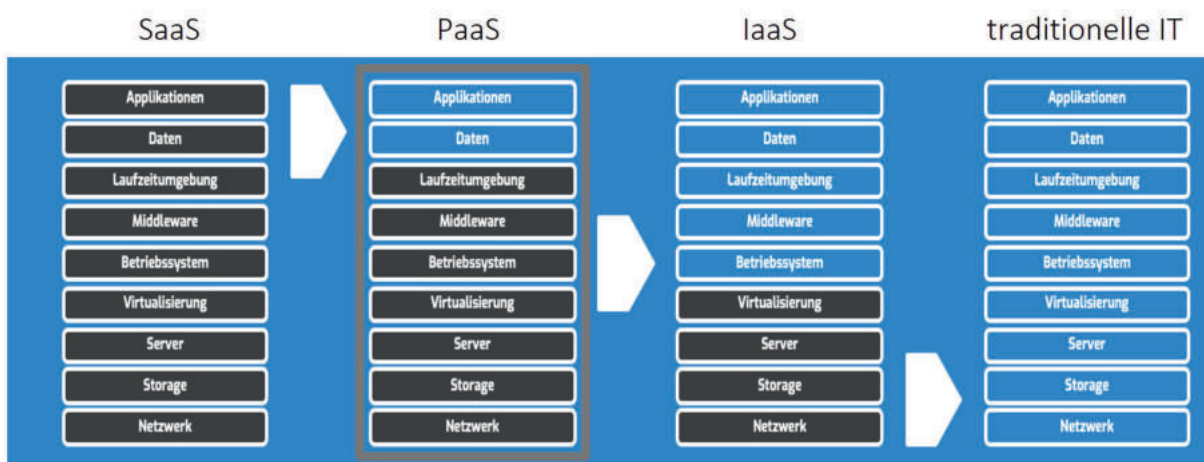 SaaS PaaS IaaS traditionelle IT
Applikationen Applikationen Applikationen Applikationen
Daten Daten Daten Daten
Laufzeitumgebung Laufzeitumgebung Laufzeitumgebung Laufzeitumgebung
Middleware Middleware Middleware Middleware
Betriebssystem Betriebssystem Betriebssystem Betriebssystem
Virtualisierung Virtualisierung Virtualisierung Virtualisierung
Server Server Server Server
Storage Storage Storage Storage
Netzwerk Netzwerk Netzwerk Netzwerk